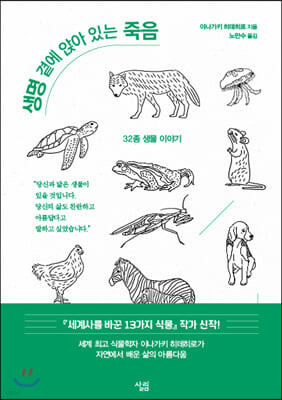 생명 곁에 앉아 있는 죽음
이나가키 히데히로 지음
노만수 옮김
32종 생물 이야기
"당신과 닮은 생물이
있을 것입니다.
당신의 삶도 찬란하고
아름답다고
말하고 싶었습니다."
『세계사를 바꾼 13가지 식물』 작가 신작!
세계 최고 식물학자 이나가키 히데히로가
자연에서 배운 삶의 아름다움
살림
yes24